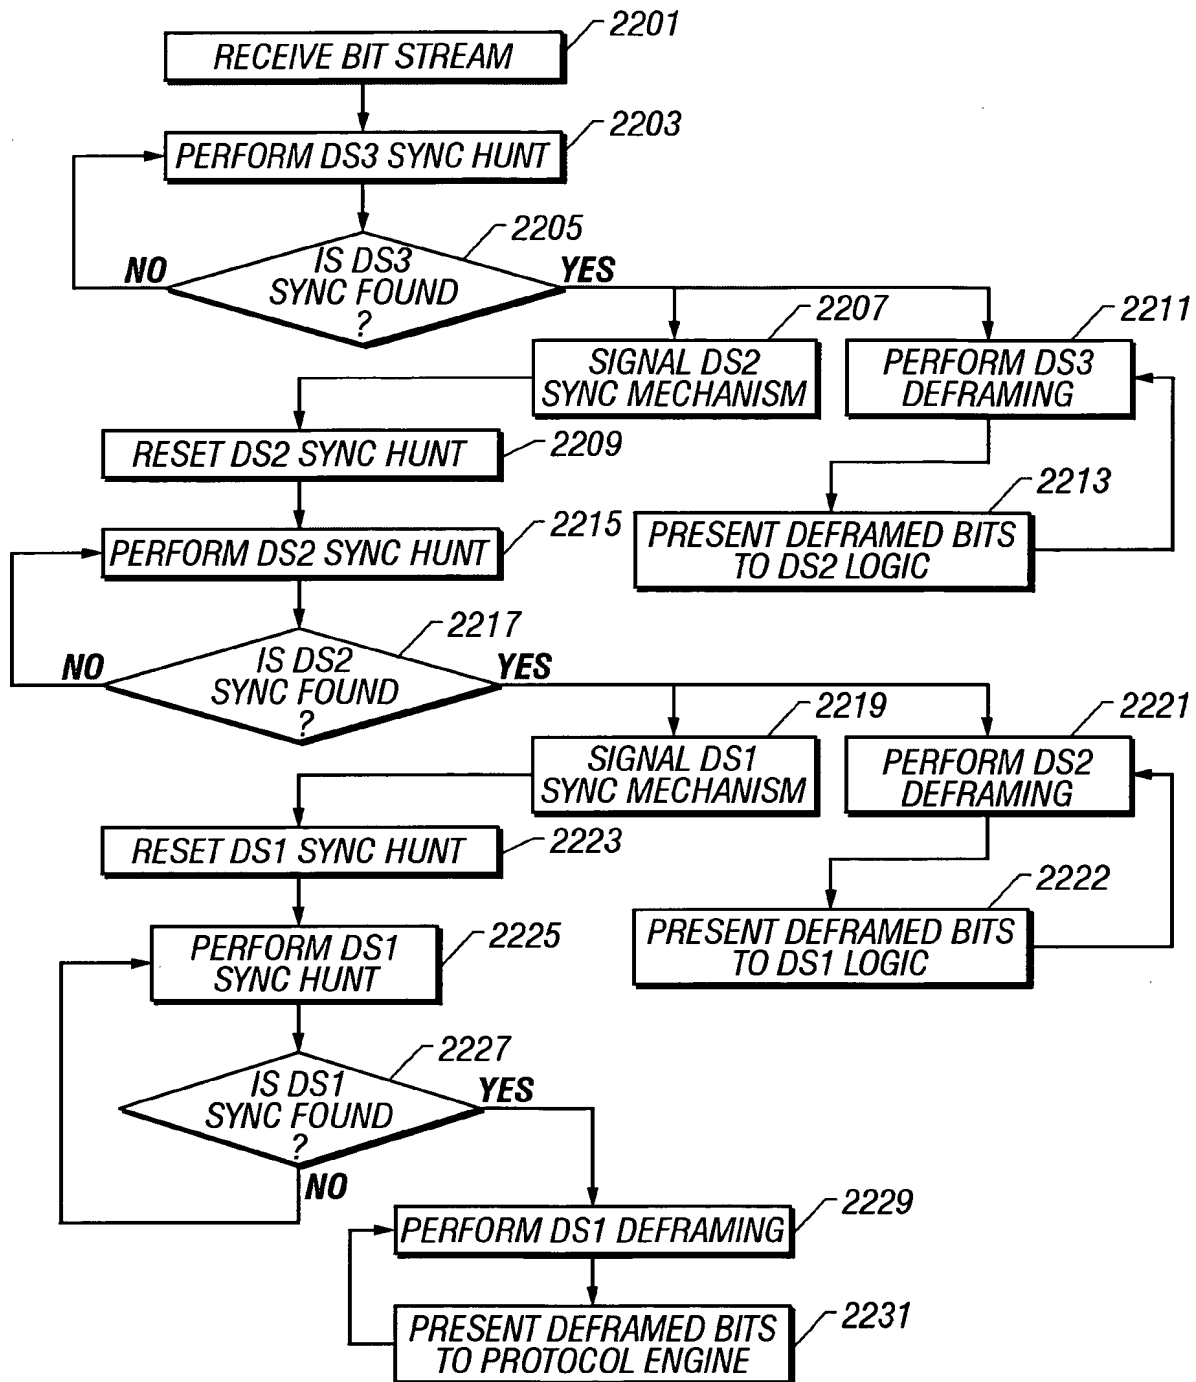 2201
RECEIVE BIT STREAM
2203
PERFORM DS3 SYNC HUNT
2205
IS DS3
SYNC FOUND
?
NO
YES
2207
SIGNAL DS2
SYNC MECHANISM
2211
PERFORM DS3
DEFRAMING
2209
RESET DS2 SYNC HUNT
2213
PRESENT DEFRAMED BITS
TO DS2 LOGIC
2215
PERFORM DS2 SYNC HUNT
2217
IS DS2
SYNC FOUND
?
NO
YES
2219
SIGNAL DS1
SYNC MECHANISM
2221
PERFORM DS2
DEFRAMING
2223
RESET DS1 SYNC HUNT
2222
PRESENT DEFRAMED BITS
TO DS1 LOGIC
2225
PERFORM DS1
SYNC HUNT
2227
IS DS1
SYNC FOUND
?
YES
NO
2229
PERFORM DS1 DEFRAMING
2231
PRESENT DEFRAMED BITS
TO PROTOCOL ENGINE